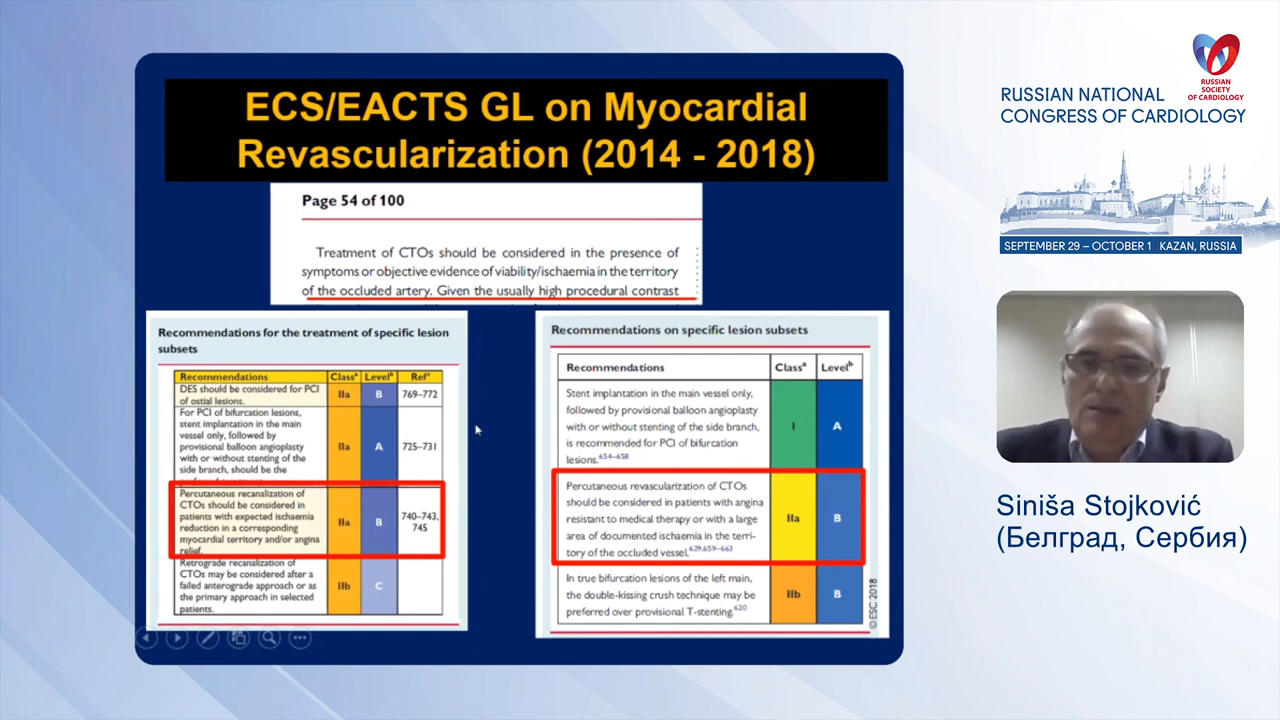 ECS/EACTS GL on Myocardial
Revascularization (2014 - 2018)
Page 54 of 100
Treatment of CTOs should be considered in the presence of
symptoms or objective evidence of viability/ischaemia in the territory
of the occluded artery. Given the usually high procedural contrast
Recommendations for the treatment of specific lesion
subsets
Recommendations Classᵃ Levelᵇ Refᶜ
DES should be considered for PCI
of ostial lesions.
IIa B 769–772
For PCI of bifurcation lesions,
stent implantation in the main
vessel only, followed by
provisional balloon angioplasty
with or without stenting of the
side branch, should be the
IIa A 725–731
Percutaneous recanalization of
CTOs should be considered in
patients with expected ischaemia
reduction in a corresponding
myocardial territory and/or angina
relief.
IIa B 740–743,
745
Retrograde recanalization of
CTOs may be considered after a
failed anterograde approach or as
the primary approach in selected
patients.
IIb C
Recommendations on specific lesion subsets
Recommendations Classᵃ Levelᵇ
Stent implantation in the main vessel only,
followed by provisional balloon angioplasty
with or without stenting of the side branch,
is recommended for PCI of bifurcation
lesions.654–658
I A
Percutaneous revascularization of CTOs
should be considered in patients with angina
resistant to medical therapy or with a large
area of documented ischaemia in the terri-
tory of the occluded vessel.629,659–663
IIa B
In true bifurcation lesions of the left main,
the double-kissing crush technique may be
preferred over provisional T-stenting.620
IIb B
©ESC 2018
RUSSIAN
SOCIETY
OF CARDIOLOGY
RUSSIAN NATIONAL
CONGRESS OF CARDIOLOGY
SEPTEMBER 29 – OCTOBER 1 KAZAN, RUSSIA
Siniša Stojković
(Белград, Сербия)